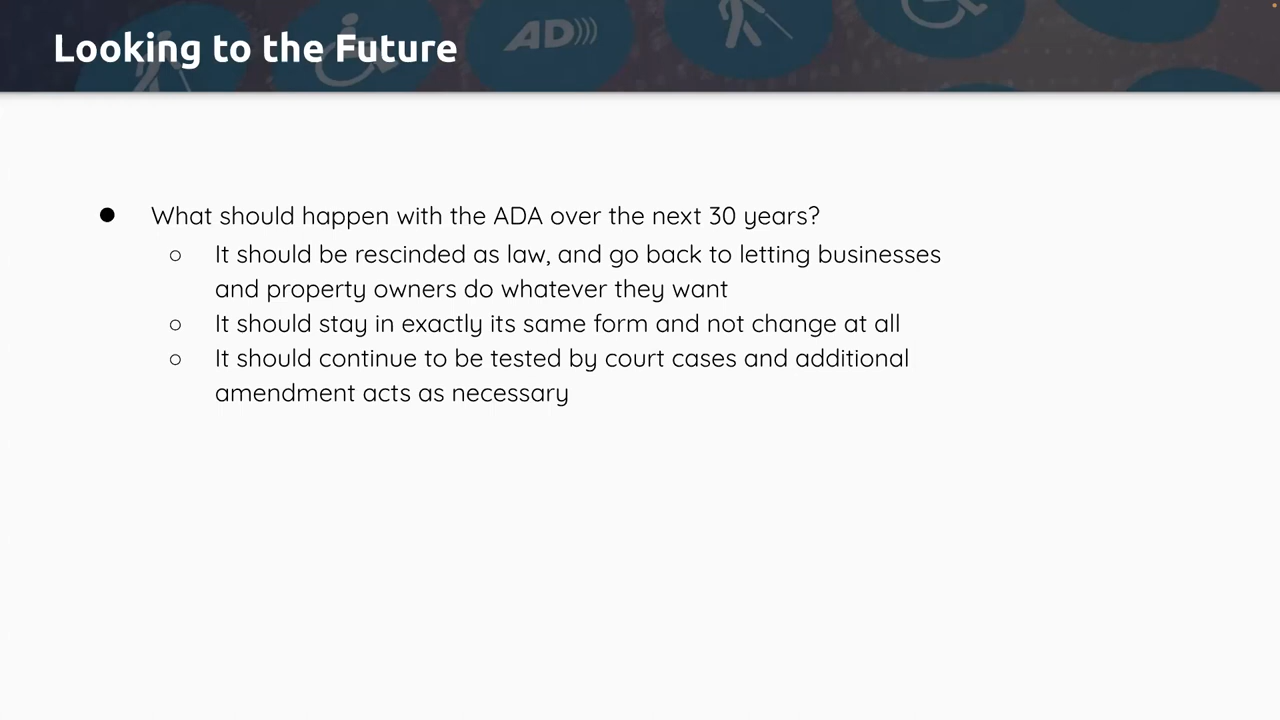 AD)))
Looking to the Future
● What should happen with the ADA over the next 30 years?
○ It should be rescinded as law, and go back to letting businesses
and property owners do whatever they want
○ It should stay in exactly its same form and not change at all
○ It should continue to be tested by court cases and additional
amendment acts as necessary